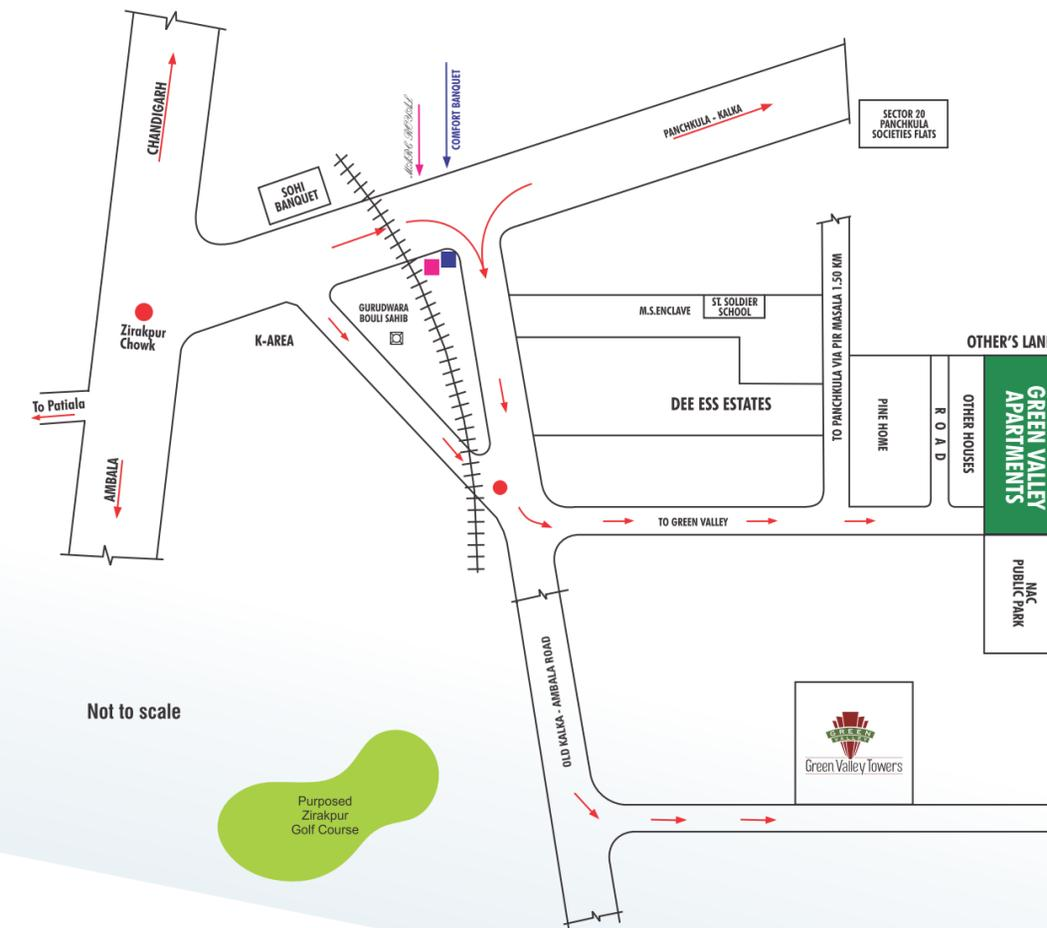 CHANDIGARH
SOHI
BANQUET
COMFORT BANQUET
PANCHKULA - KALKA
SECTOR 20
PANCHKULA
SOCIETIES FLATS
Zirakpur
Chowk
K-AREA
GURUDWARA
BOULI SAHIB
To Patiala
AMBALA
M.S.ENCLAVE
ST. SOLDIER
SCHOOL
DEE ESS ESTATES
TO PANCHKULA VIA PIR MASALA 1.50 KM
PINE HOME
ROAD
OTHER HOUSES
GREEN VALLEY
APARTMENTS
TO GREEN VALLEY
NAC
PUBLIC PARK
OLD KALKA - AMBALA ROAD
Not to scale
Purposed
Zirakpur
Golf Course
GREEN
VALLEY
Green Valley Towers